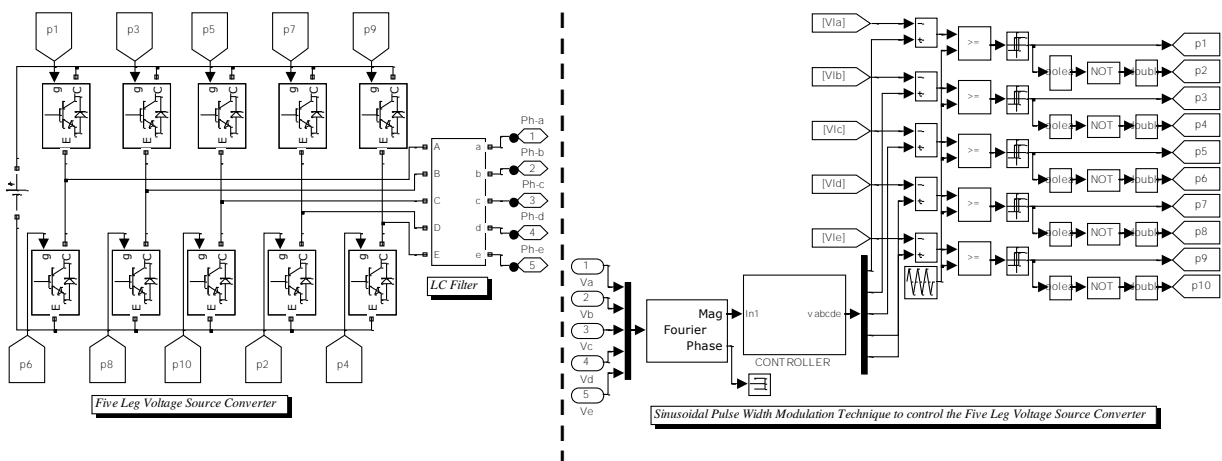 p1 p3 p5 p7 p9
g C g C g C g C g C
E E E E E
Ph-a
1
Ph-b
2
Ph-c
3
Ph-d
4
Ph-e
5
A a
B b
C c
D d
E e
LC Filter
g C g C g C g C g C
E E E E E
p6 p8 p10 p2 p4
Five Leg Voltage Source Converter
[VIa]
[VIb]
[VIc]
[VId]
[VIe]
>=
>=
>=
>=
>=
NOT
NOT
NOT
NOT
NOT
p1
p2
p3
p4
p5
p6
p7
p8
p9
p10
1
Va
2
Vb
3
Vc
4
Vd
5
Ve
Mag
Fourier
Phase
In1 vabcde
CONTROLLER
Sinusoidal Pulse Width Modulation Technique to control the Five Leg Voltage Source Converter